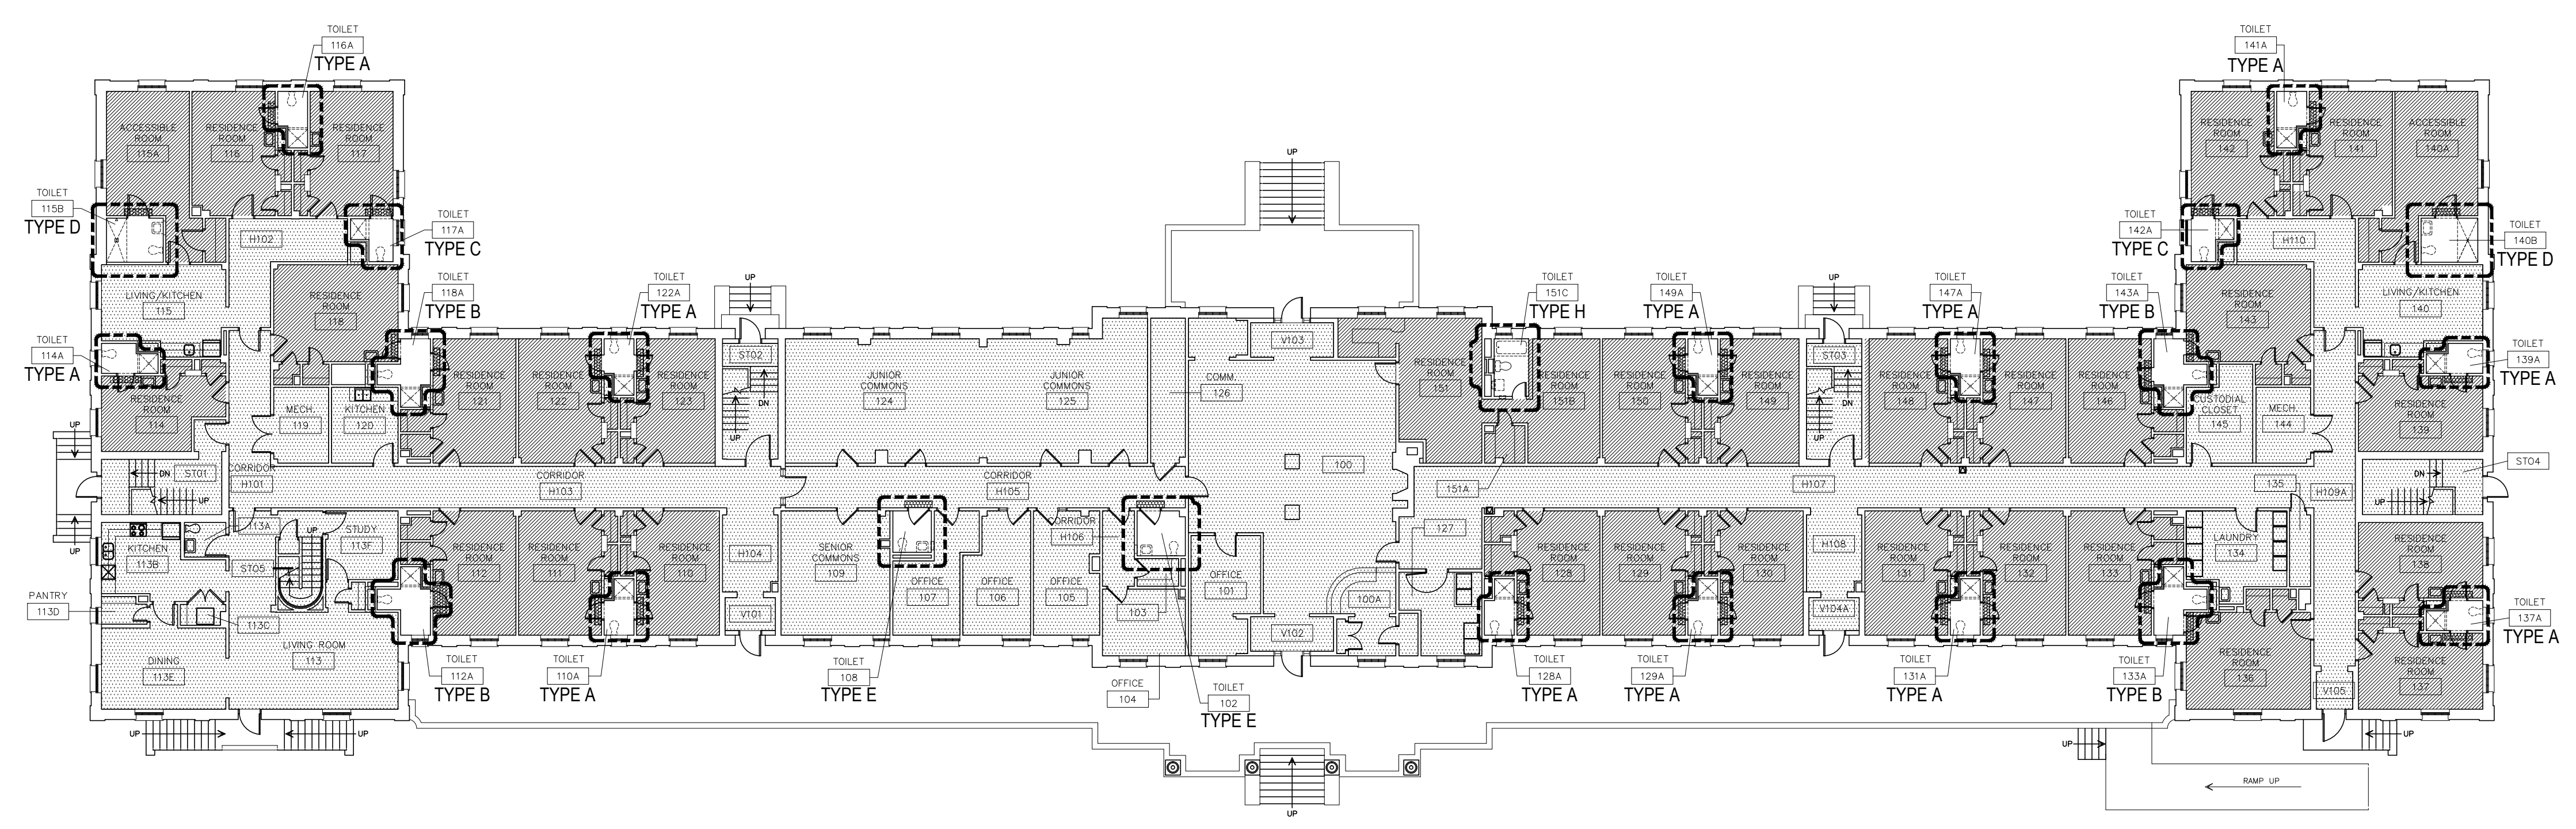 TOILET
116A
TYPE A
TOILET
141A
TYPE A
ACCESSIBLE
ROOM
115A
RESIDENCE
ROOM
116
RESIDENCE
ROOM
117
UP
RESIDENCE
ROOM
142
RESIDENCE
ROOM
141
ACCESSIBLE
ROOM
140A
TOILET
115B
TYPE D
H102
TOILET
117A
TYPE C
TOILET
142A
TYPE C
H110
TOILET
140B
TYPE D
LIVING/KITCHEN
115
RESIDENCE
ROOM
118
TOILET
118A
TYPE B
TOILET
122A
TYPE A
UP
TOILET
151C
TYPE H
TOILET
149A
TYPE A
UP
TOILET
147A
TYPE A
TOILET
143A
TYPE B
RESIDENCE
ROOM
143
LIVING/KITCHEN
140
TOILET
114A
TYPE A
ST02
V103
ST03
TOILET
139A
TYPE A
RESIDENCE
ROOM
114
MECH.
119
KITCHEN
120
RESIDENCE
ROOM
121
RESIDENCE
ROOM
122
RESIDENCE
ROOM
123
DN
UP
JUNIOR
COMMONS
124
JUNIOR
COMMONS
125
COMM.
126
RESIDENCE
ROOM
151
RESIDENCE
ROOM
151B
RESIDENCE
ROOM
150
RESIDENCE
ROOM
149
DN
UP
RESIDENCE
ROOM
148
RESIDENCE
ROOM
147
RESIDENCE
ROOM
146
CUSTODIAL
CLOSET
145
MECH.
144
RESIDENCE
ROOM
139
UP
DN
ST01
UP
CORRIDOR
H101
CORRIDOR
H103
CORRIDOR
H105
100
151A
H107
135
H109A
DN
UP
ST04
UP
KITCHEN
113B
113A
UP
STUDY
113F
ST05
RESIDENCE
ROOM
112
RESIDENCE
ROOM
111
RESIDENCE
ROOM
110
H104
SENIOR
COMMONS
109
OFFICE
107
OFFICE
106
OFFICE
105
CORRIDOR
H106
OFFICE
101
127
RESIDENCE
ROOM
128
RESIDENCE
ROOM
129
RESIDENCE
ROOM
130
H108
RESIDENCE
ROOM
131
RESIDENCE
ROOM
132
RESIDENCE
ROOM
133
LAUNDRY
134
RESIDENCE
ROOM
138
PANTRY
113D
113C
V101
103
100A
V104A
TOILET
137A
TYPE A
DINING
113E
LIVING ROOM
113
V102
RESIDENCE
ROOM
136
V105
RESIDENCE
ROOM
137
TOILET
112A
TYPE B
TOILET
110A
TYPE A
TOILET
108
TYPE E
OFFICE
104
TOILET
102
TYPE E
TOILET
128A
TYPE A
TOILET
129A
TYPE A
TOILET
131A
TYPE A
TOILET
133A
TYPE B
UP
UP
UP
UP
RAMP UP
UP